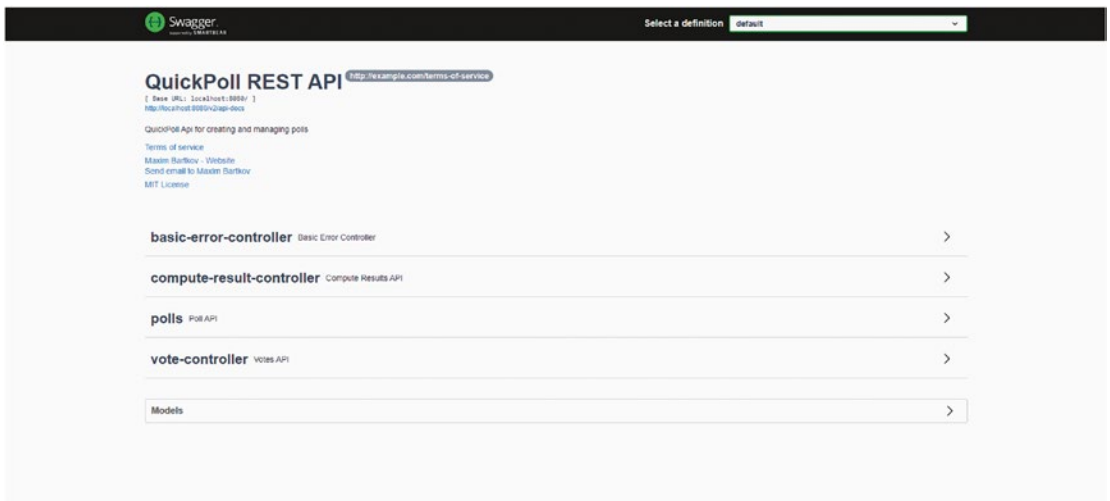 Swagger.
Supported by SMARTBEAR
Select a definition
default
QuickPoll REST API http://example.com/terms-of-service
[ Base URL: localhost:8080/ ]
http://localhost:8080/v2/api-docs
QuickPoll Api for creating and managing polls
Terms of service
Maxim Bartkov - Website
Send email to Maxim Bartkov
MIT License
basic-error-controller Basic Error Controller
compute-result-controller Compute Results API
polls Poll API
vote-controller Votes API
Models